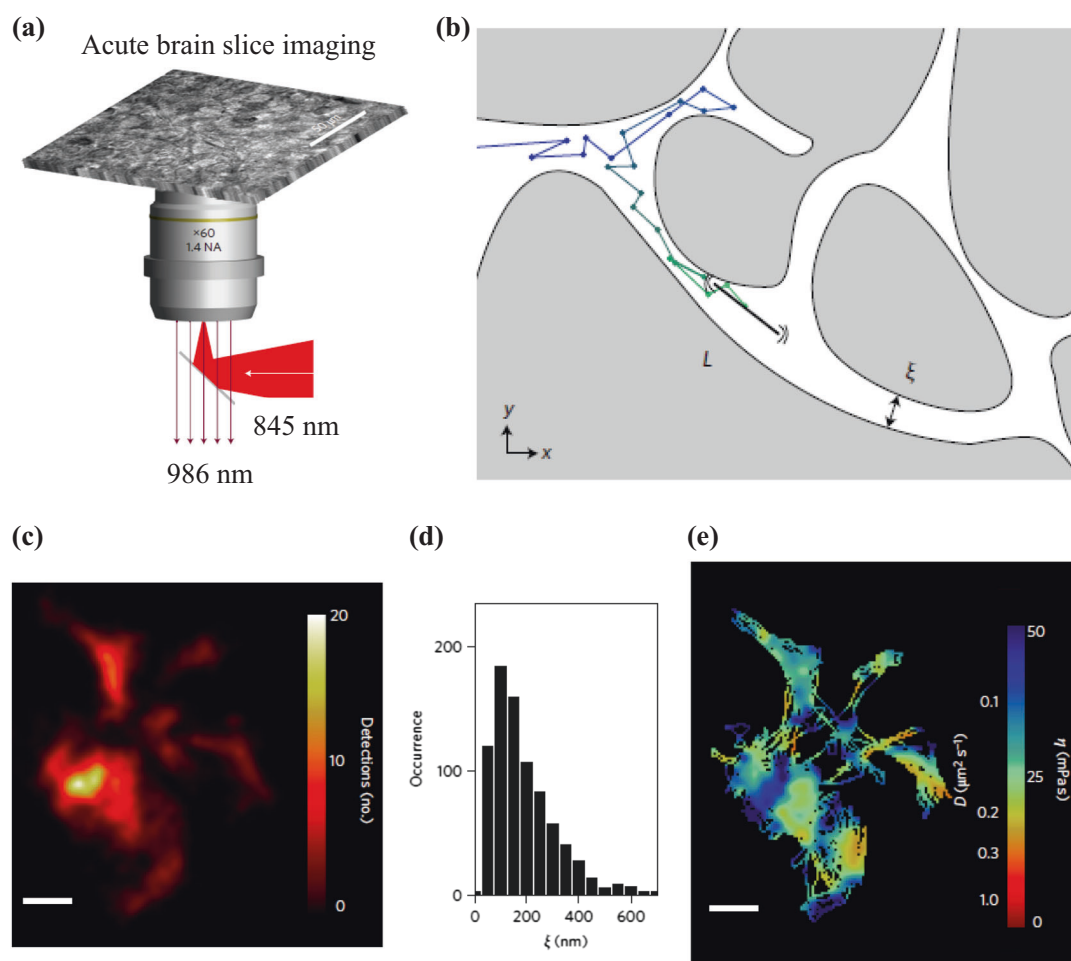 (a)
Acute brain slice imaging
50 μm
×60
1.4 NA
845 nm
986 nm
(b)
L
ξ
y
x
(c)
20
10
0
Detections (no.)
(d)
200
100
0
Occurrence
0 200 400 600
ξ (nm)
(e)
0.1
0.2
0.3
1.0
D (μm² s⁻¹)
50
25
0
η (mPa s)